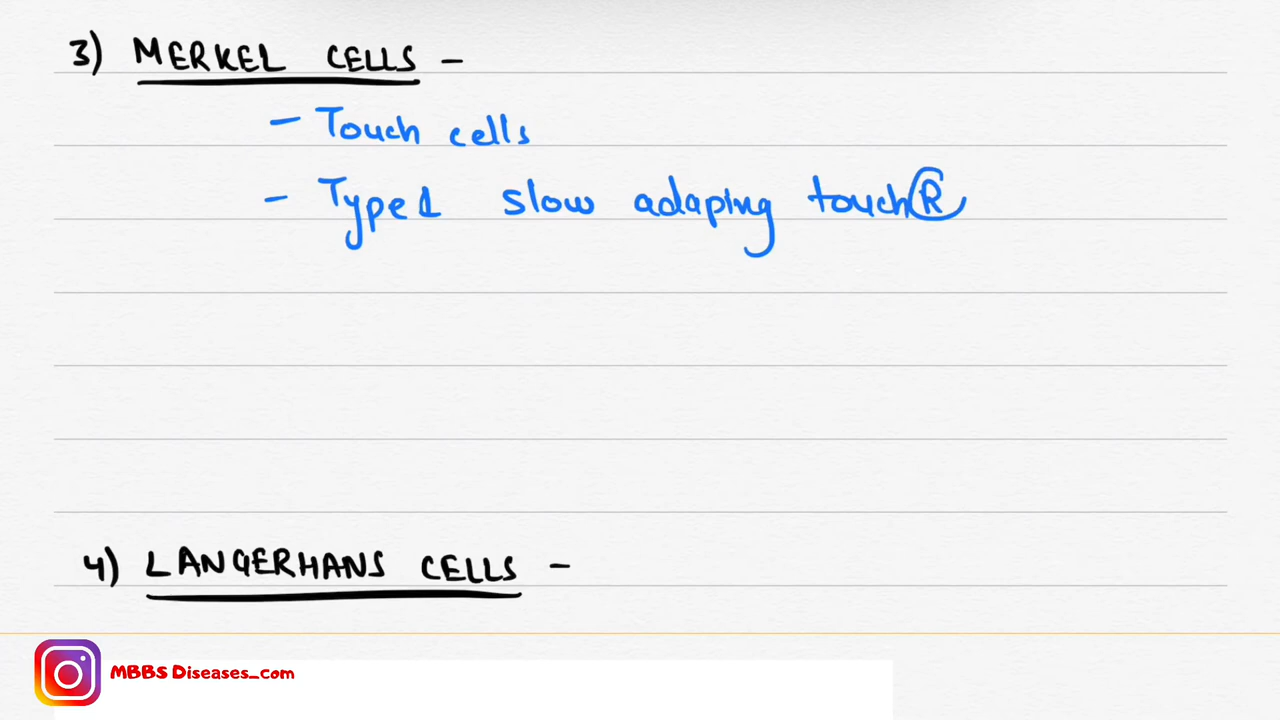 3) MERKEL CELLS -
- Touch cells
- Type 1 slow adaping touch Ⓡ
4) LANGERHANS CELLS -
MBBS Diseases_com